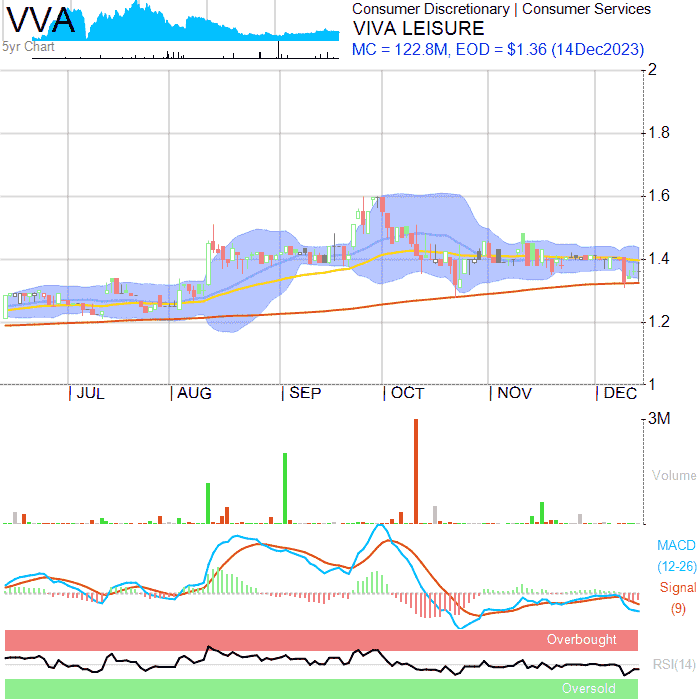 VVA
5yr Chart
Consumer Discretionary | Consumer Services
VIVA LEISURE
MC = 122.8M, EOD = $1.36 (14Dec2023)
2
1.8
1.6
1.4
1.2
1
JUL AUG SEP OCT NOV DEC
3M
Volume
MACD
(12-26)
Signal
(9)
Overbought
RSI(14)
Oversold